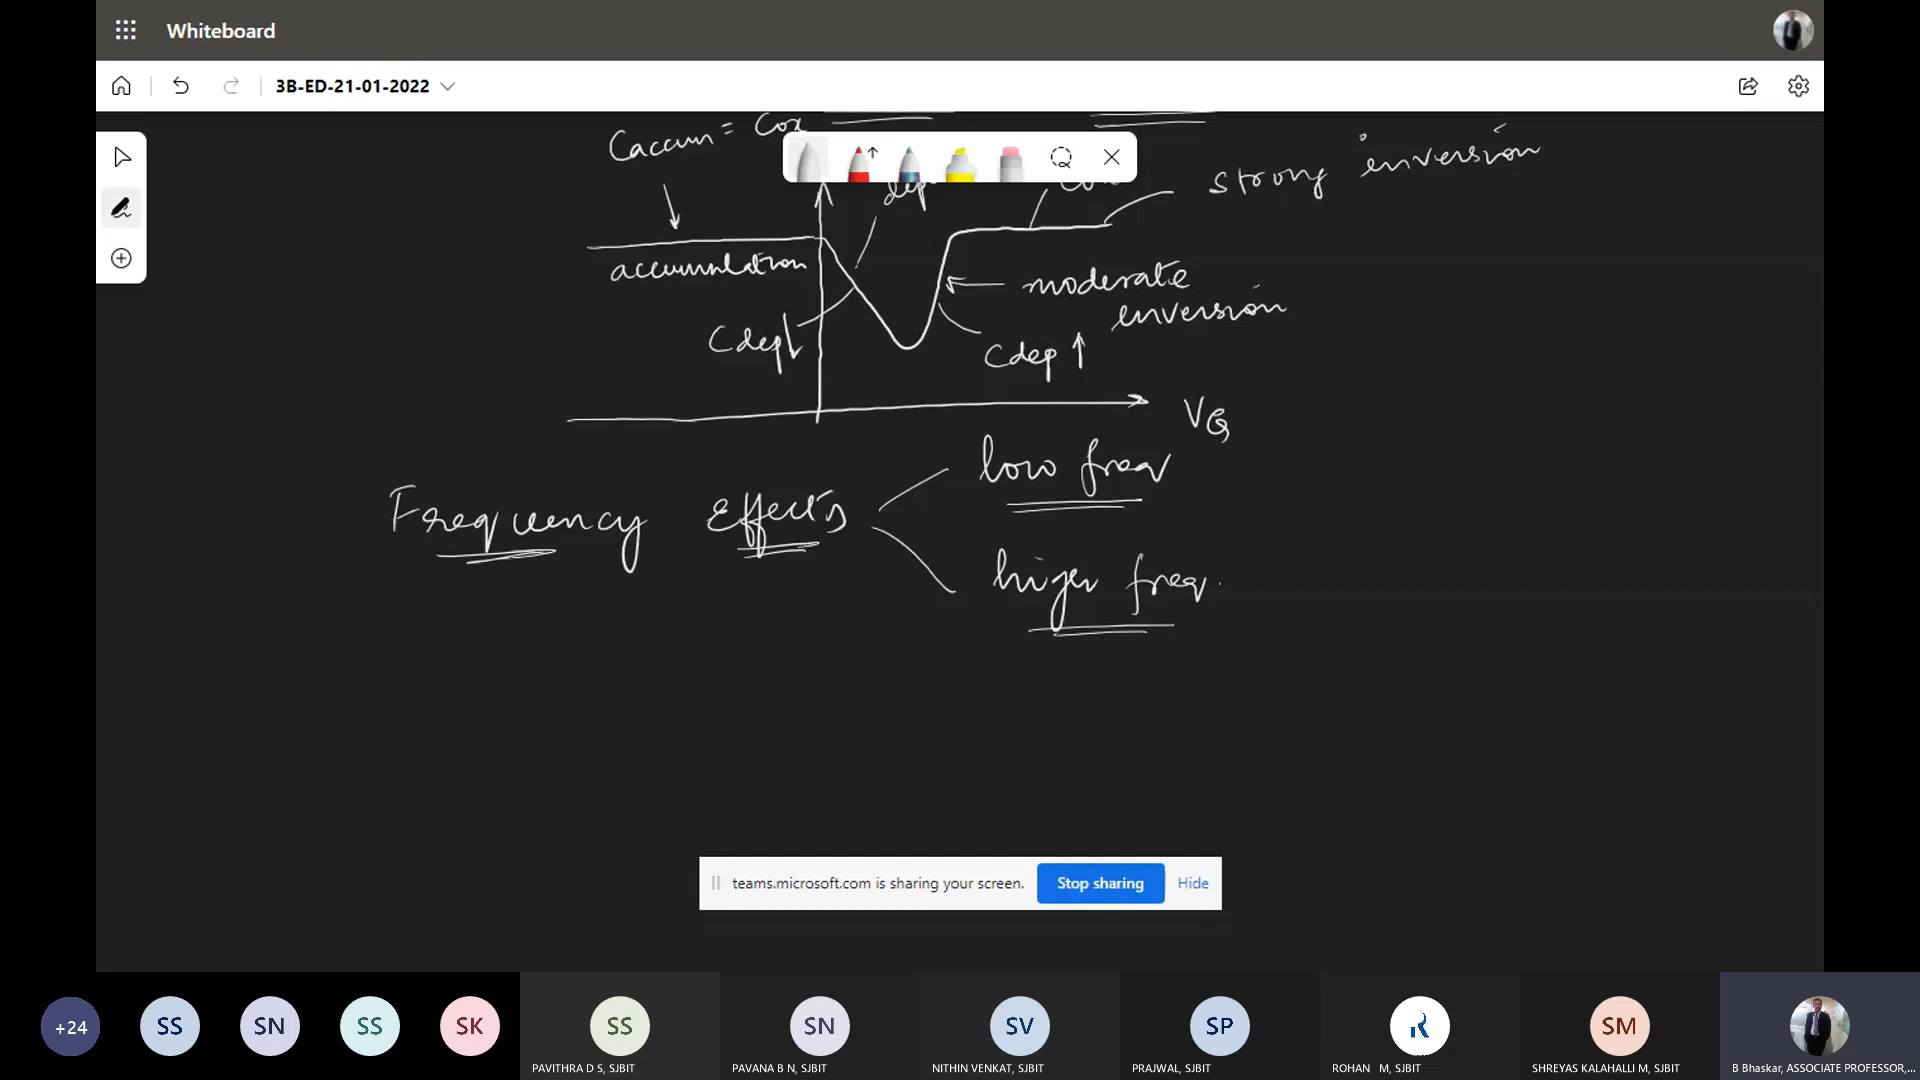 Whiteboard
3B-ED-21-01-2022
Caccum = Cox
strong inversion
accumulation
moderate
inversion
Cdep↓
Cdep ↑
VG
low freq
Frequency Effects
higer freq.
teams.microsoft.com is sharing your screen. Stop sharing Hide
+24 SS SN SS SK SS SN SV SP R SM
PAVITHRA D S, SJBIT PAVANA B N, SJBIT NITHIN VENKAT, SJBIT PRAJWAL, SJBIT ROHAN M, SJBIT SHREYAS KALAHALLI M, SJBIT B Bhaskar, ASSOCIATE PROFESSOR,...